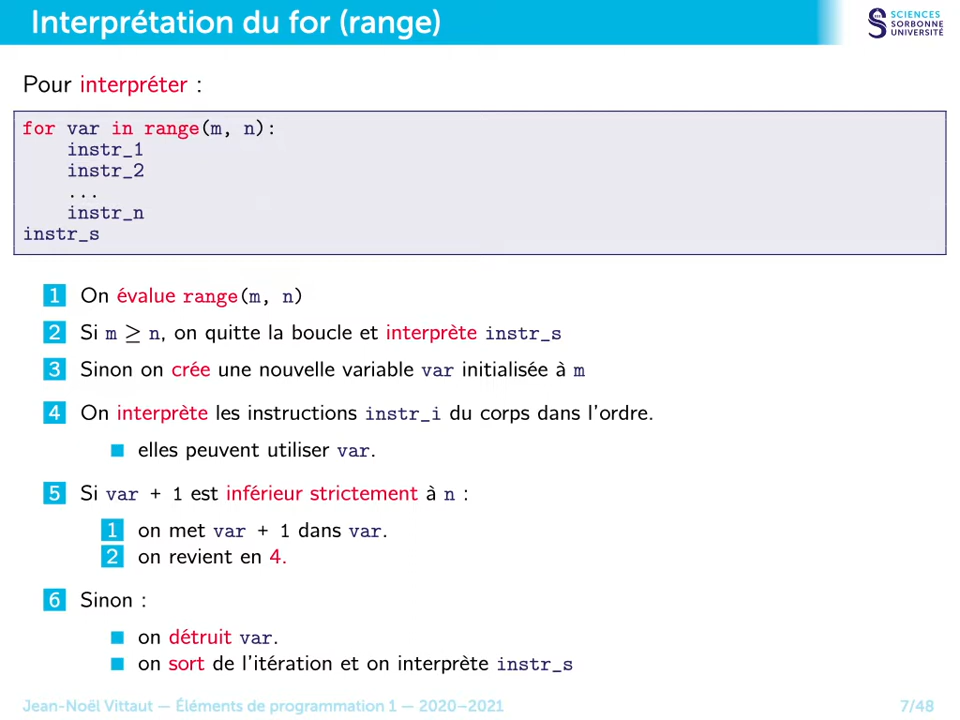 Interprétation du for (range)
SCIENCES
SORBONNE
UNIVERSITÉ
Pour interpréter :
for var in range(m, n):
    instr_1
    instr_2
    ...
    instr_n
instr_s
1 On évalue range(m, n)
2 Si m ≥ n, on quitte la boucle et interprète instr_s
3 Sinon on crée une nouvelle variable var initialisée à m
4 On interprète les instructions instr_i du corps dans l'ordre.
elles peuvent utiliser var.
5 Si var + 1 est inférieur strictement à n :
1 on met var + 1 dans var.
2 on revient en 4.
6 Sinon :
on détruit var.
on sort de l'itération et on interprète instr_s
Jean-Noël Vittaut — Éléments de programmation 1 — 2020–2021 7/48